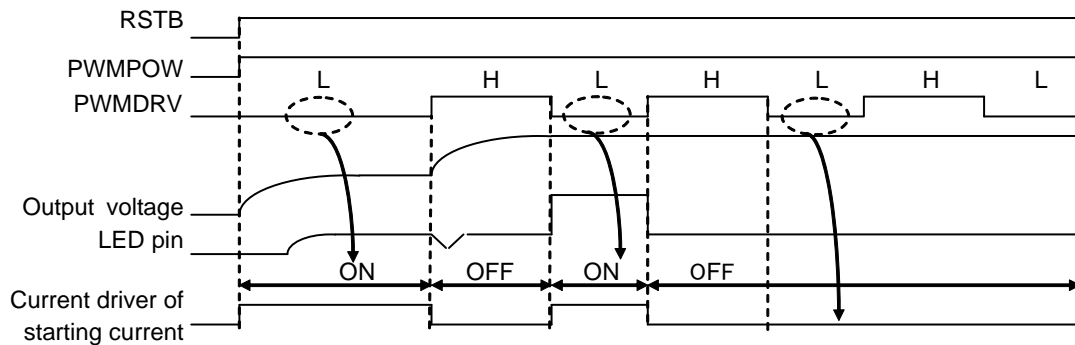 RSTB
PWMPOW
L H L H L H L
PWMDRV
Output voltage
LED pin
ON OFF ON OFF
Current driver of
starting current